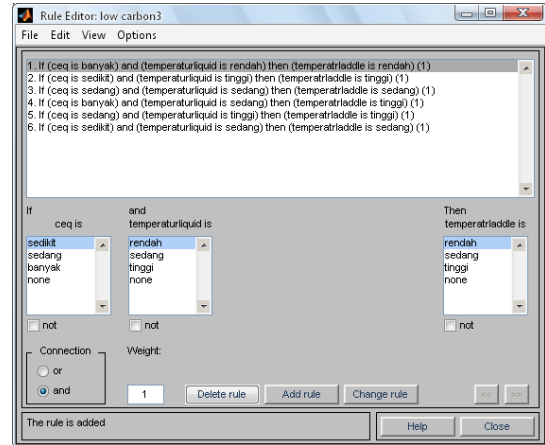 Rule Editor: low carbon3
File Edit View Options
1. If (ceq is banyak) and (temperaturliquid is rendah) then (temperatrladdle is rendah) (1)
2. If (ceq is sedikit) and (temperaturliquid is tinggi) then (temperatrladdle is tinggi) (1)
3. If (ceq is sedang) and (temperaturliquid is sedang) then (temperatrladdle is sedang) (1)
4. If (ceq is banyak) and (temperaturliquid is sedang) then (temperatrladdle is tinggi) (1)
5. If (ceq is sedang) and (temperaturliquid is tinggi) then (temperatrladdle is tinggi) (1)
6. If (ceq is sedikit) and (temperaturliquid is sedang) then (temperatrladdle is sedang) (1)
If and Then
ceq is temperaturliquid is temperatrladdle is
sedikit rendah rendah
sedang sedang sedang
banyak tinggi tinggi
none none none
not not not
Connection Weight:
or
and 1 Delete rule Add rule Change rule << >>
The rule is added Help Close